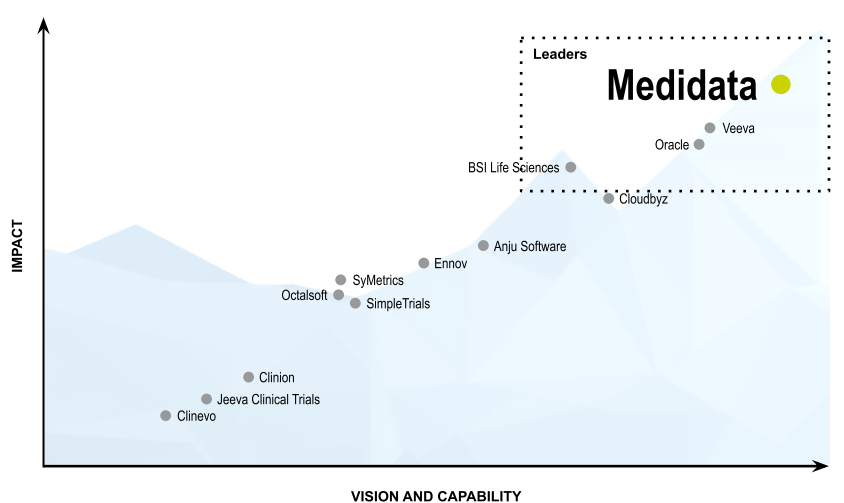 Leaders
Medidata
Veeva
Oracle
BSI Life Sciences
Cloudbyz
Anju Software
Ennov
SyMetrics
Octalsoft
SimpleTrials
Clinion
Jeeva Clinical Trials
Clinevo
IMPACT
VISION AND CAPABILITY